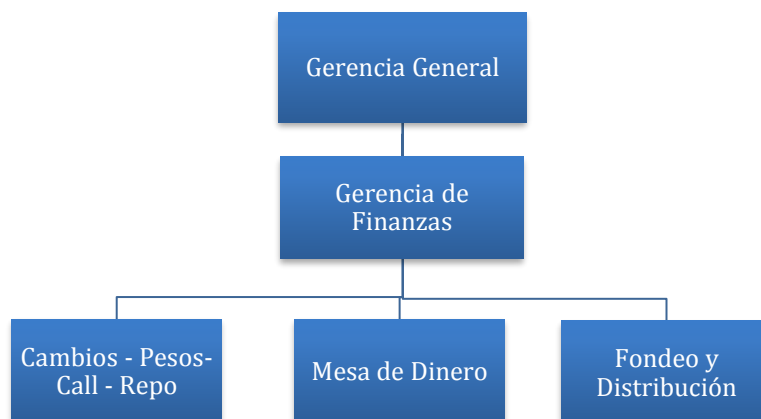 Gerencia General
Gerencia de
Finanzas
Cambios - Pesos-
Call - Repo
Mesa de Dinero
Fondeo y
Distribución